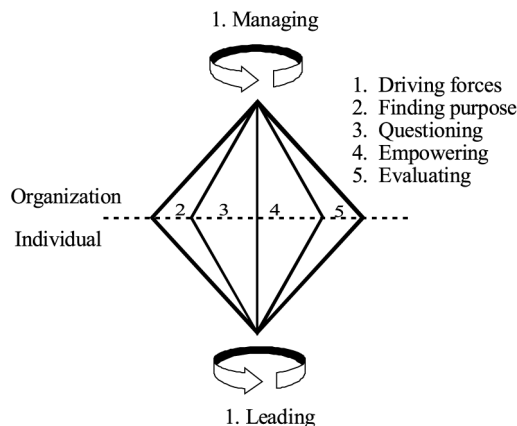 1. Managing
1. Driving forces
2. Finding purpose
3. Questioning
4. Empowering
5. Evaluating
Organization
2 3 4 5
Individual
1. Leading